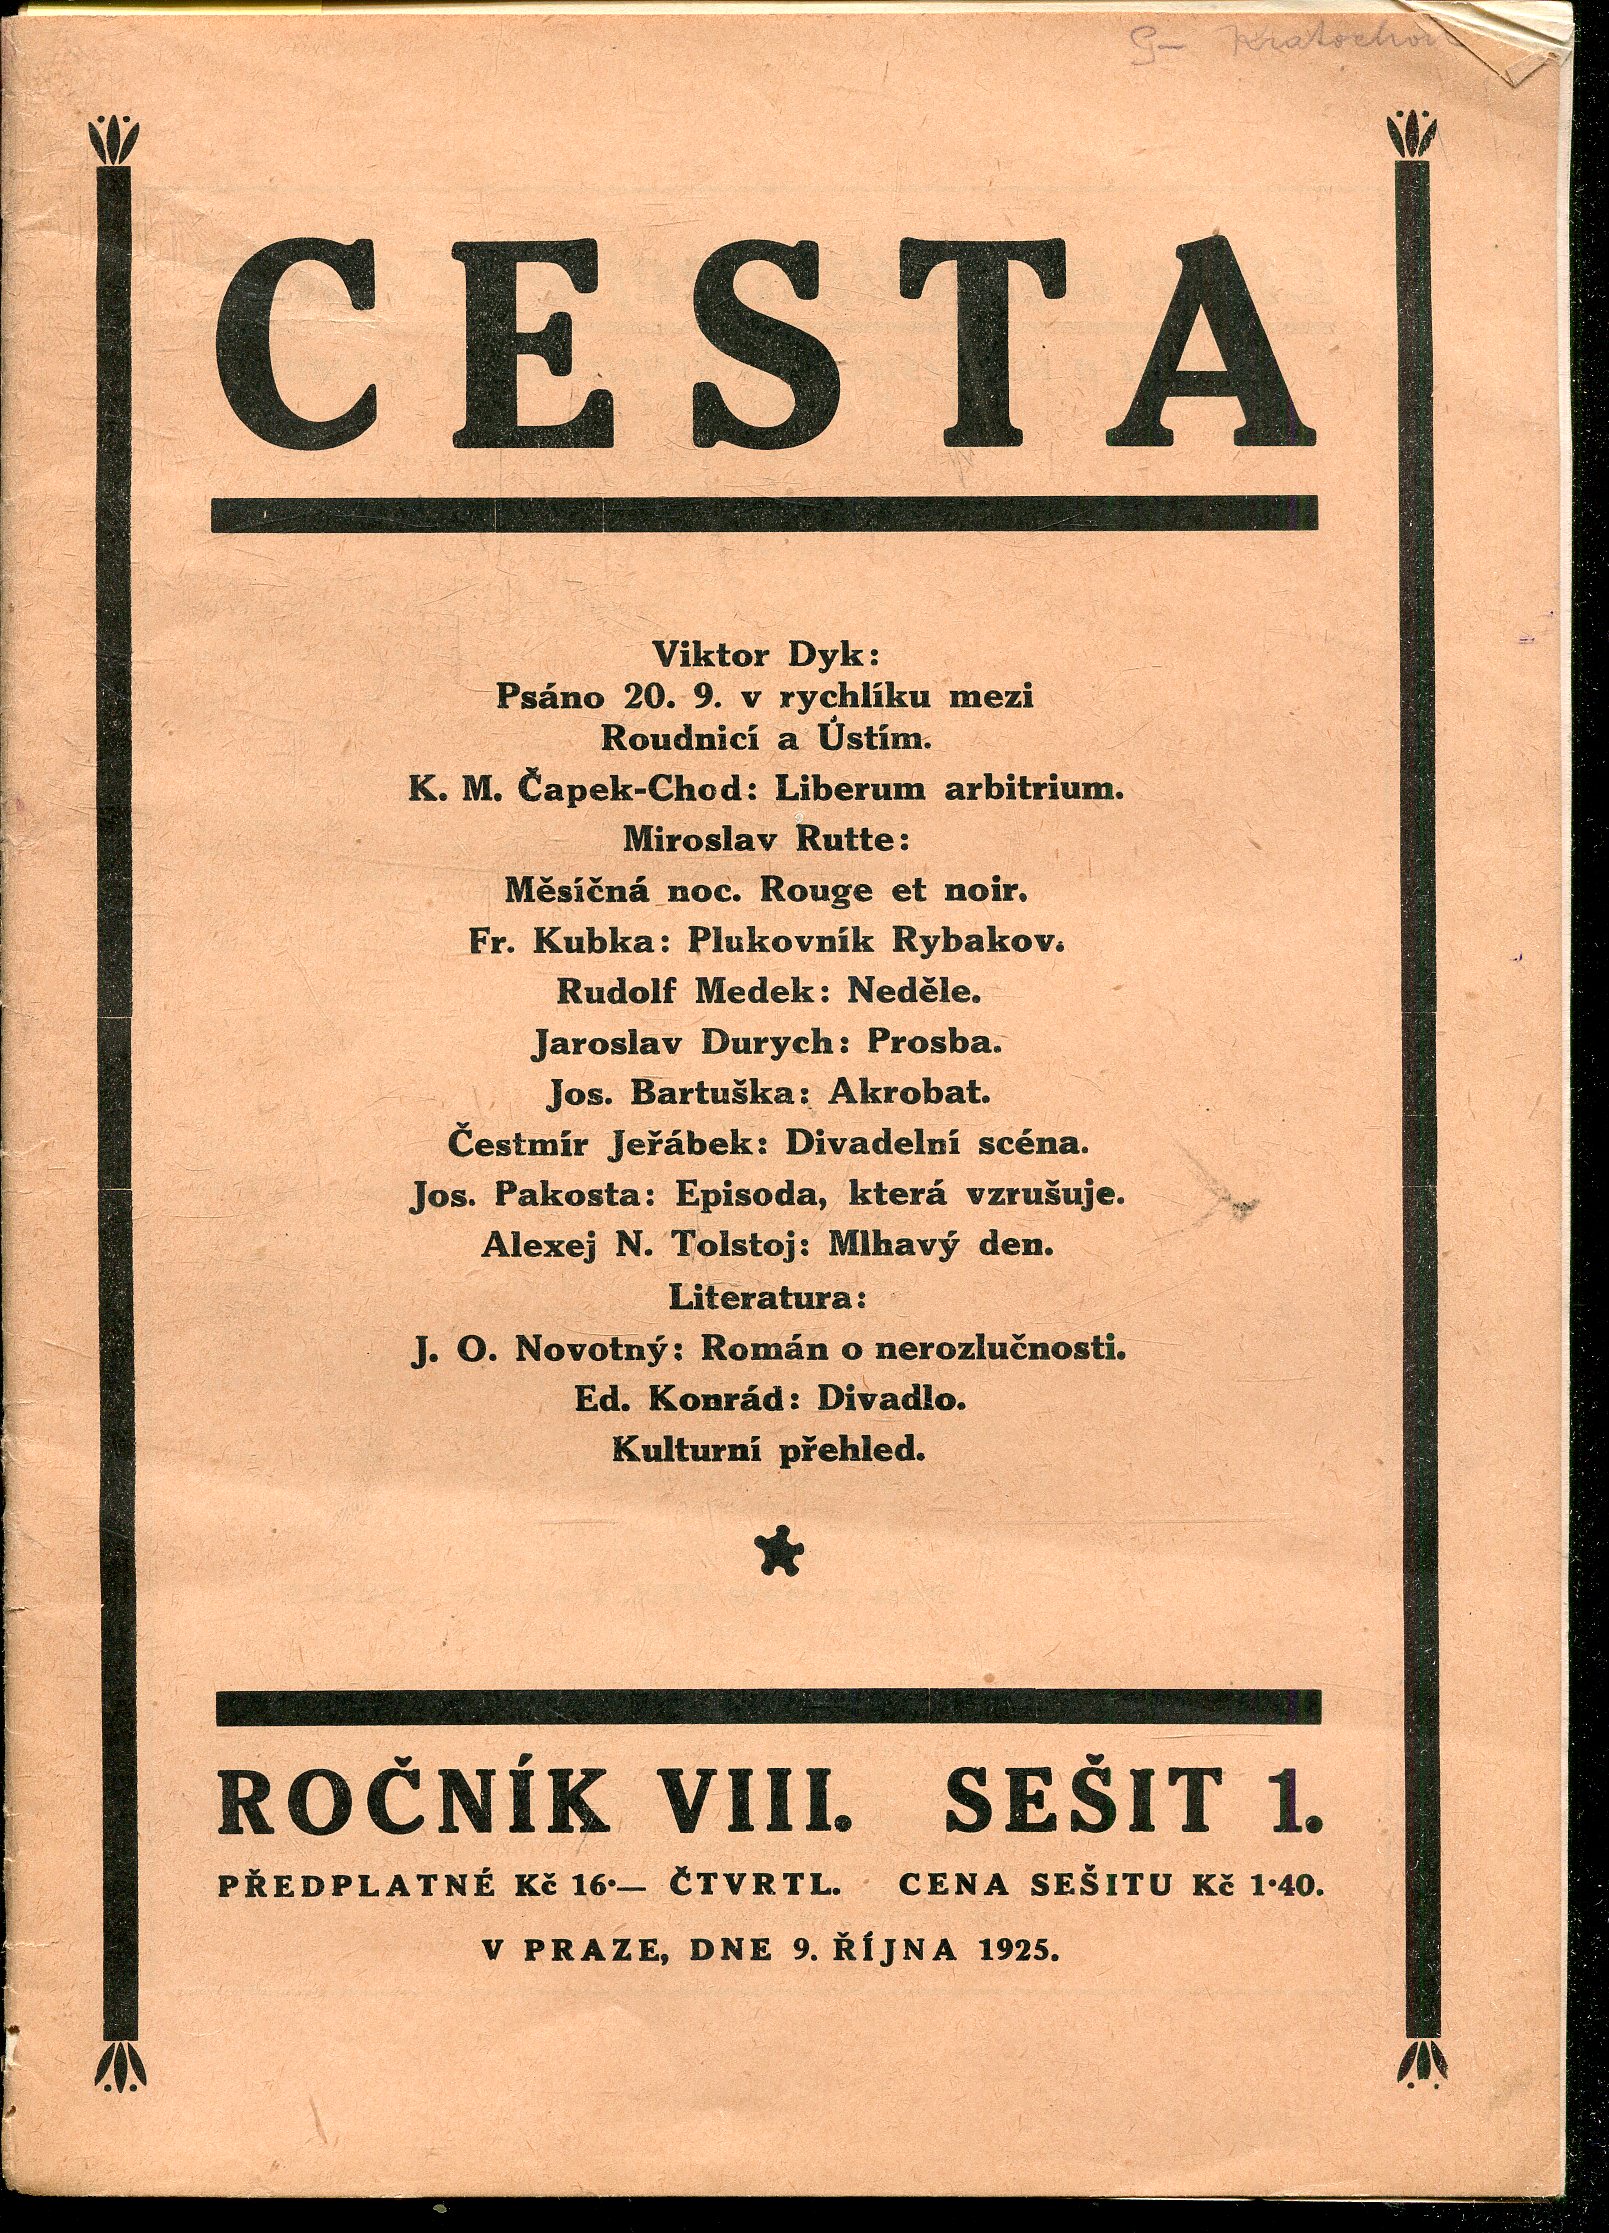 CESTA
Viktor Dyk:
Psáno 20. 9. v rychlíku mezi
Roudnicí a Ústím.
K. M. Čapek-Chod: Liberum arbitrium.
Miroslav Rutte:
Měsíčná noc. Rouge et noir.
Fr. Kubka: Plukovník Rybakov.
Rudolf Medek: Neděle.
Jaroslav Durych: Prosba.
Jos. Bartuška: Akrobat.
Čestmír Jeřábek: Divadelní scéna.
Jos. Pakosta: Episoda, která vzrušuje.
Alexej N. Tolstoj: Mlhavý den.
Literatura:
J. O. Novotný: Román o nerozlučnosti.
Ed. Konrád: Divadlo.
Kulturní přehled.
ROČNÍK VIII. SEŠIT 1.
PŘEDPLATNÉ Kč 16·— ČTVRTL. CENA SEŠITU Kč 1·40.
V PRAZE, DNE 9. ŘÍJNA 1925.